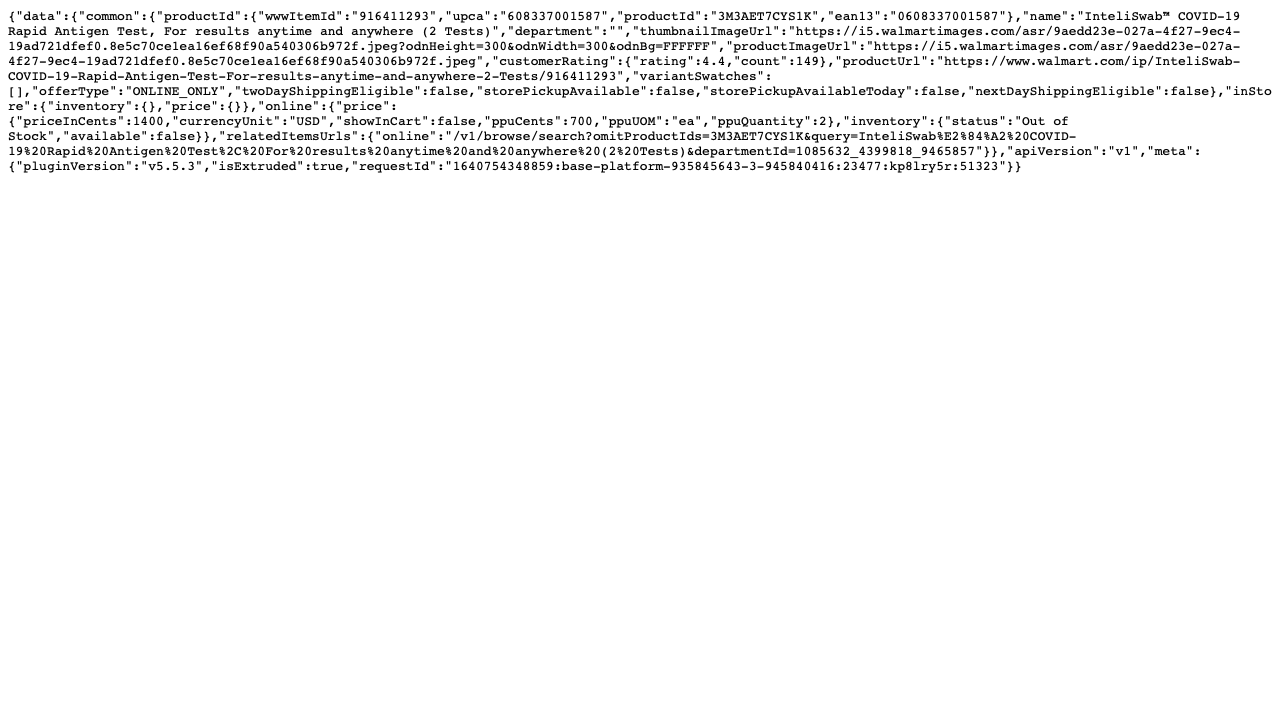 {"data":{"common":{"productId":{"wwwItemId":"916411293","upca":"608337001587","productId":"3M3AET7CYS1K","ean13":"0608337001587"},"name":"InteliSwab™ COVID-19
Rapid Antigen Test, For results anytime and anywhere (2 Tests)","department":"","thumbnailImageUrl":"https://i5.walmartimages.com/asr/9aedd23e-027a-4f27-9ec4-
19ad721dfef0.8e5c70ce1ea16ef68f90a540306b972f.jpeg?odnHeight=300&odnWidth=300&odnBg=FFFFFF","productImageUrl":"https://i5.walmartimages.com/asr/9aedd23e-027a-
4f27-9ec4-19ad721dfef0.8e5c70ce1ea16ef68f90a540306b972f.jpeg","customerRating":{"rating":4.4,"count":149},"productUrl":"https://www.walmart.com/ip/InteliSwab-
COVID-19-Rapid-Antigen-Test-For-results-anytime-and-anywhere-2-Tests/916411293","variantSwatches":
[],"offerType":"ONLINE_ONLY","twoDayShippingEligible":false,"storePickupAvailable":false,"storePickupAvailableToday":false,"nextDayShippingEligible":false},"inSto
re":{"inventory":{},"price":{}},"online":{"price":
{"priceInCents":1400,"currencyUnit":"USD","showInCart":false,"ppuCents":700,"ppuUOM":"ea","ppuQuantity":2},"inventory":{"status":"Out of
Stock","available":false}},"relatedItemsUrls":{"online":"/v1/browse/search?omitProductIds=3M3AET7CYS1K&query=InteliSwab%E2%84%A2%20COVID-
19%20Rapid%20Antigen%20Test%2C%20For%20results%20anytime%20and%20anywhere%20(2%20Tests)&departmentId=1085632_4399818_9465857"}},"apiVersion":"v1","meta":
{"pluginVersion":"v5.5.3","isExtruded":true,"requestId":"1640754348859:base-platform-935845643-3-945840416:23477:kp8lry5r:51323"}}